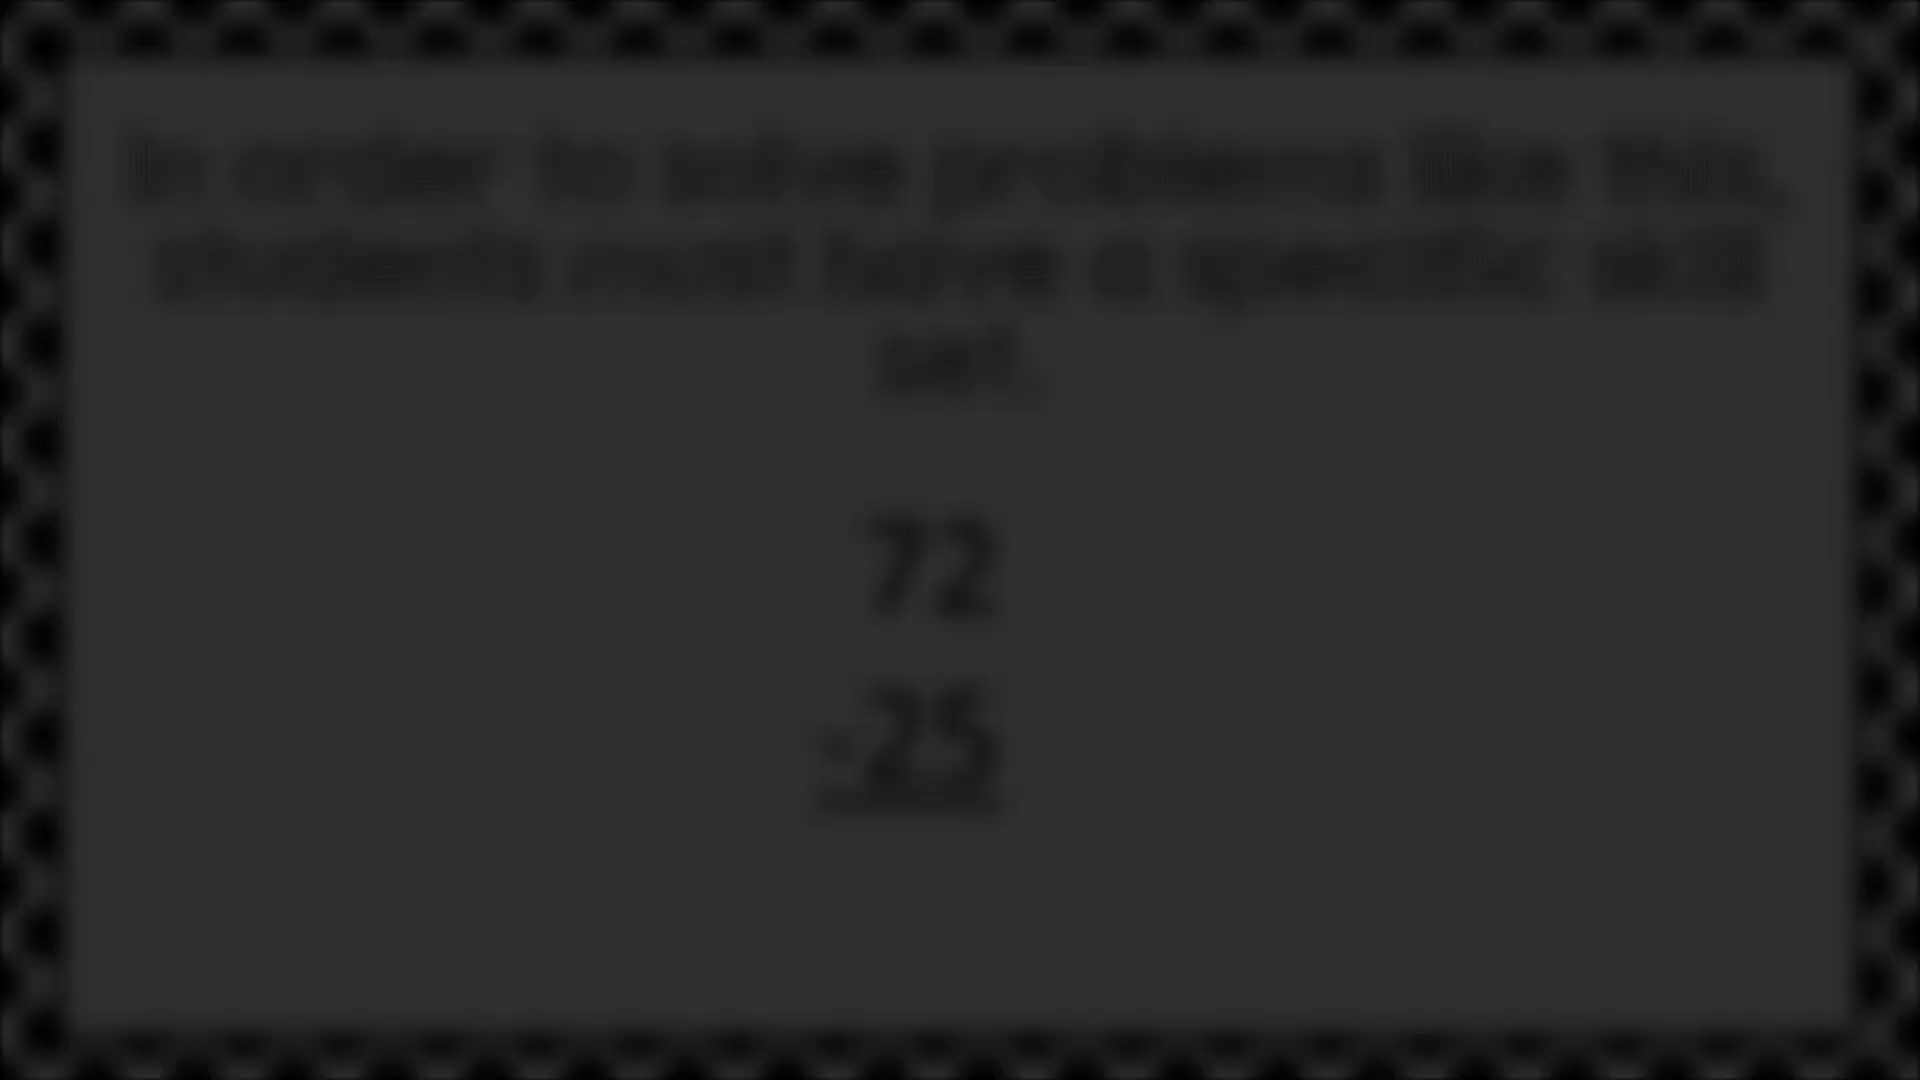 In order to solve problems like this,
students must have a specific skill
set.
72
-25